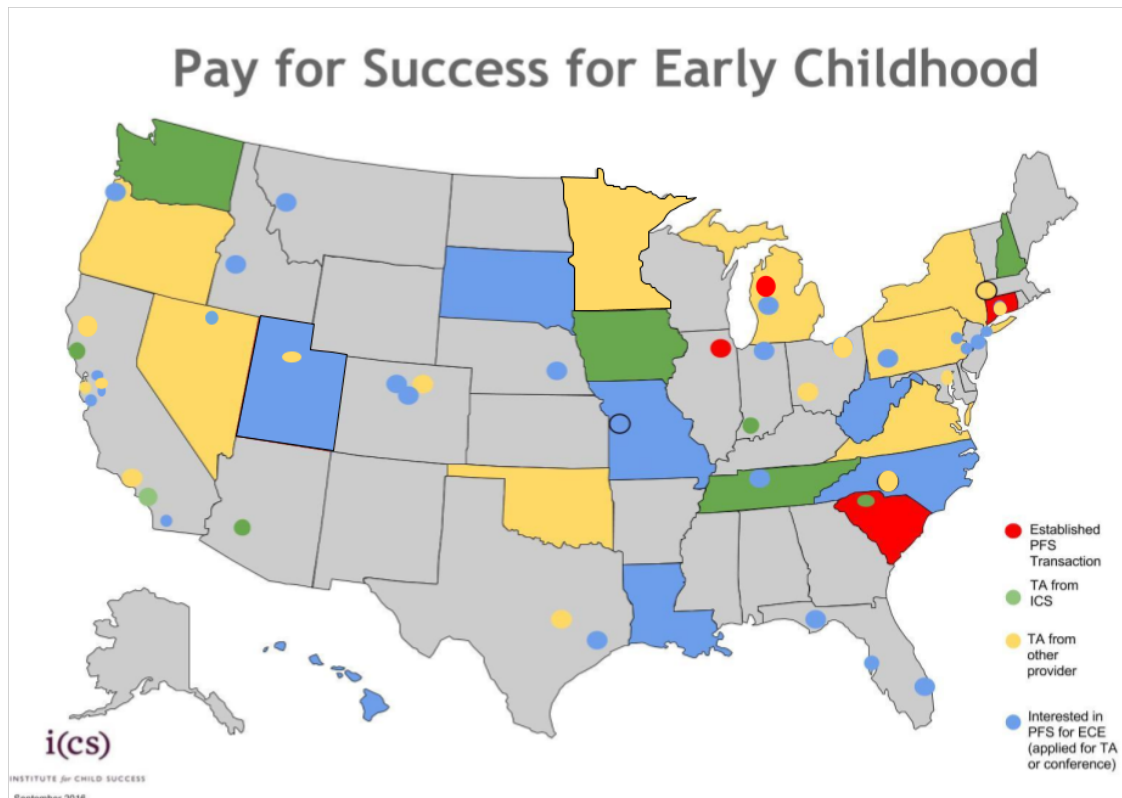 Pay for Success for Early Childhood
Established
PFS
Transaction
TA from
ICS
TA from
other
provider
Interested in
PFS for ECE
(applied for TA
or conference)
i(cs)
INSTITUTE for CHILD SUCCESS